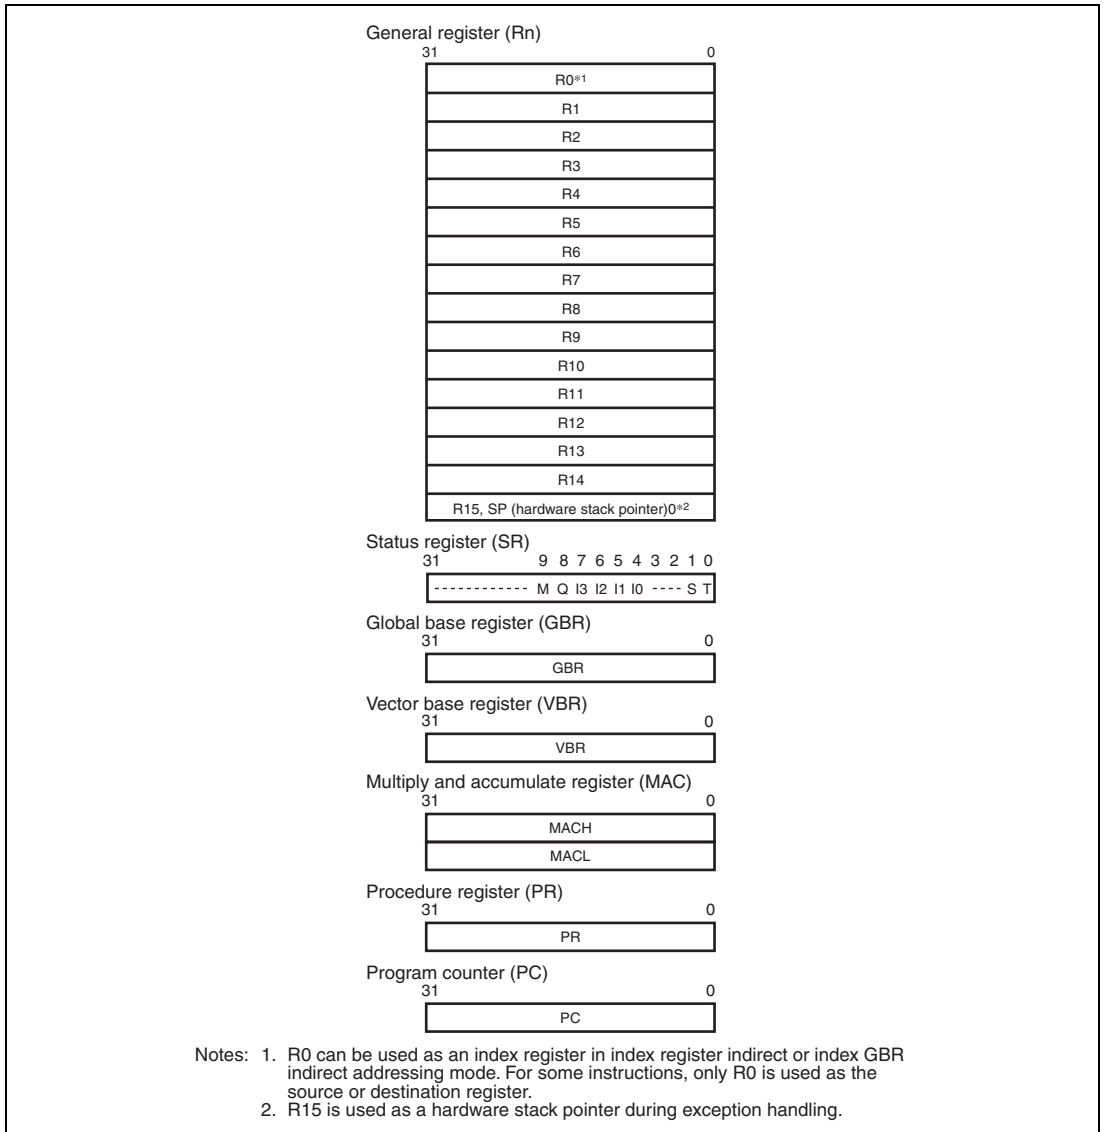 General register (Rn)
31 0
R0*1
R1
R2
R3
R4
R5
R6
R7
R8
R9
R10
R11
R12
R13
R14
R15, SP (hardware stack pointer)0*2
Status register (SR)
31 9 8 7 6 5 4 3 2 1 0
------------ M Q I3 I2 I1 I0 ---- S T
Global base register (GBR)
31 0
GBR
Vector base register (VBR)
31 0
VBR
Multiply and accumulate register (MAC)
31 0
MACH
MACL
Procedure register (PR)
31 0
PR
Program counter (PC)
31 0
PC
Notes: 1. R0 can be used as an index register in index register indirect or index GBR
indirect addressing mode. For some instructions, only R0 is used as the
source or destination register.
2. R15 is used as a hardware stack pointer during exception handling.